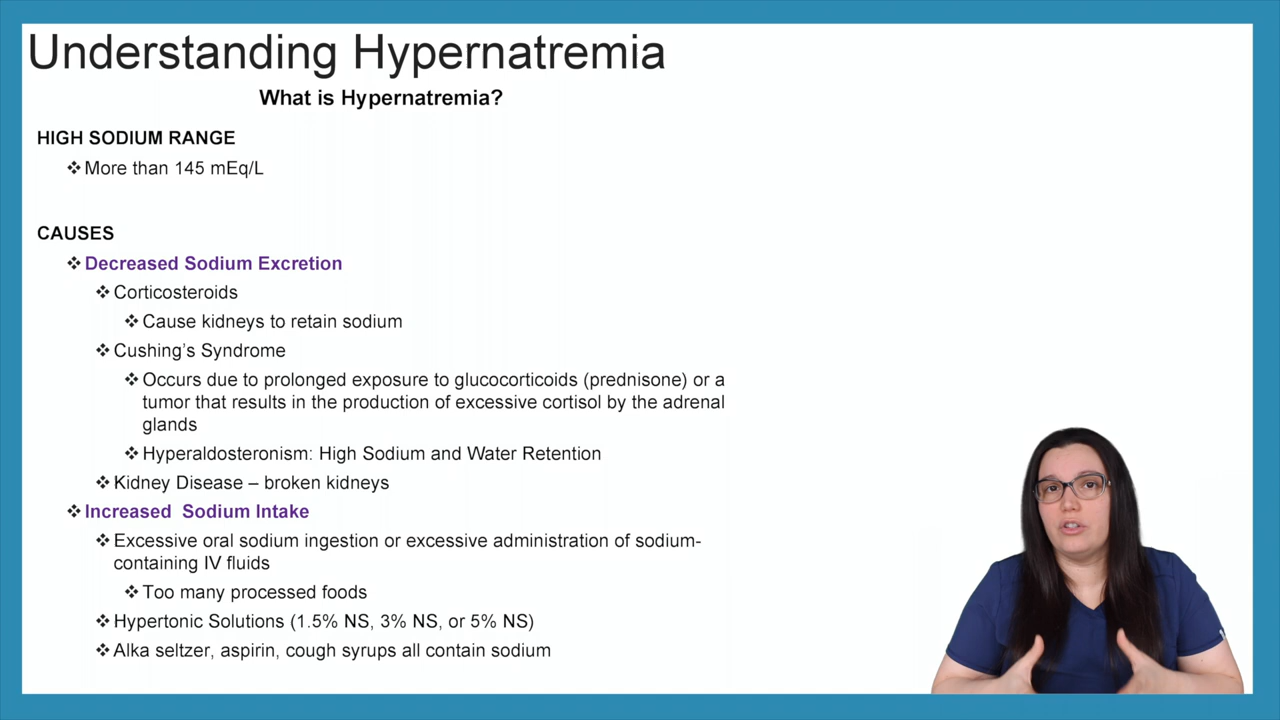 Understanding Hypernatremia
What is Hypernatremia?
HIGH SODIUM RANGE
❖ More than 145 mEq/L
CAUSES
❖ Decreased Sodium Excretion
❖ Corticosteroids
❖ Cause kidneys to retain sodium
❖ Cushing’s Syndrome
❖ Occurs due to prolonged exposure to glucocorticoids (prednisone) or a
tumor that results in the production of excessive cortisol by the adrenal
glands
❖ Hyperaldosteronism: High Sodium and Water Retention
❖ Kidney Disease – broken kidneys
❖ Increased  Sodium Intake
❖ Excessive oral sodium ingestion or excessive administration of sodium-
containing IV fluids
❖ Too many processed foods
❖ Hypertonic Solutions (1.5% NS, 3% NS, or 5% NS)
❖ Alka seltzer, aspirin, cough syrups all contain sodium